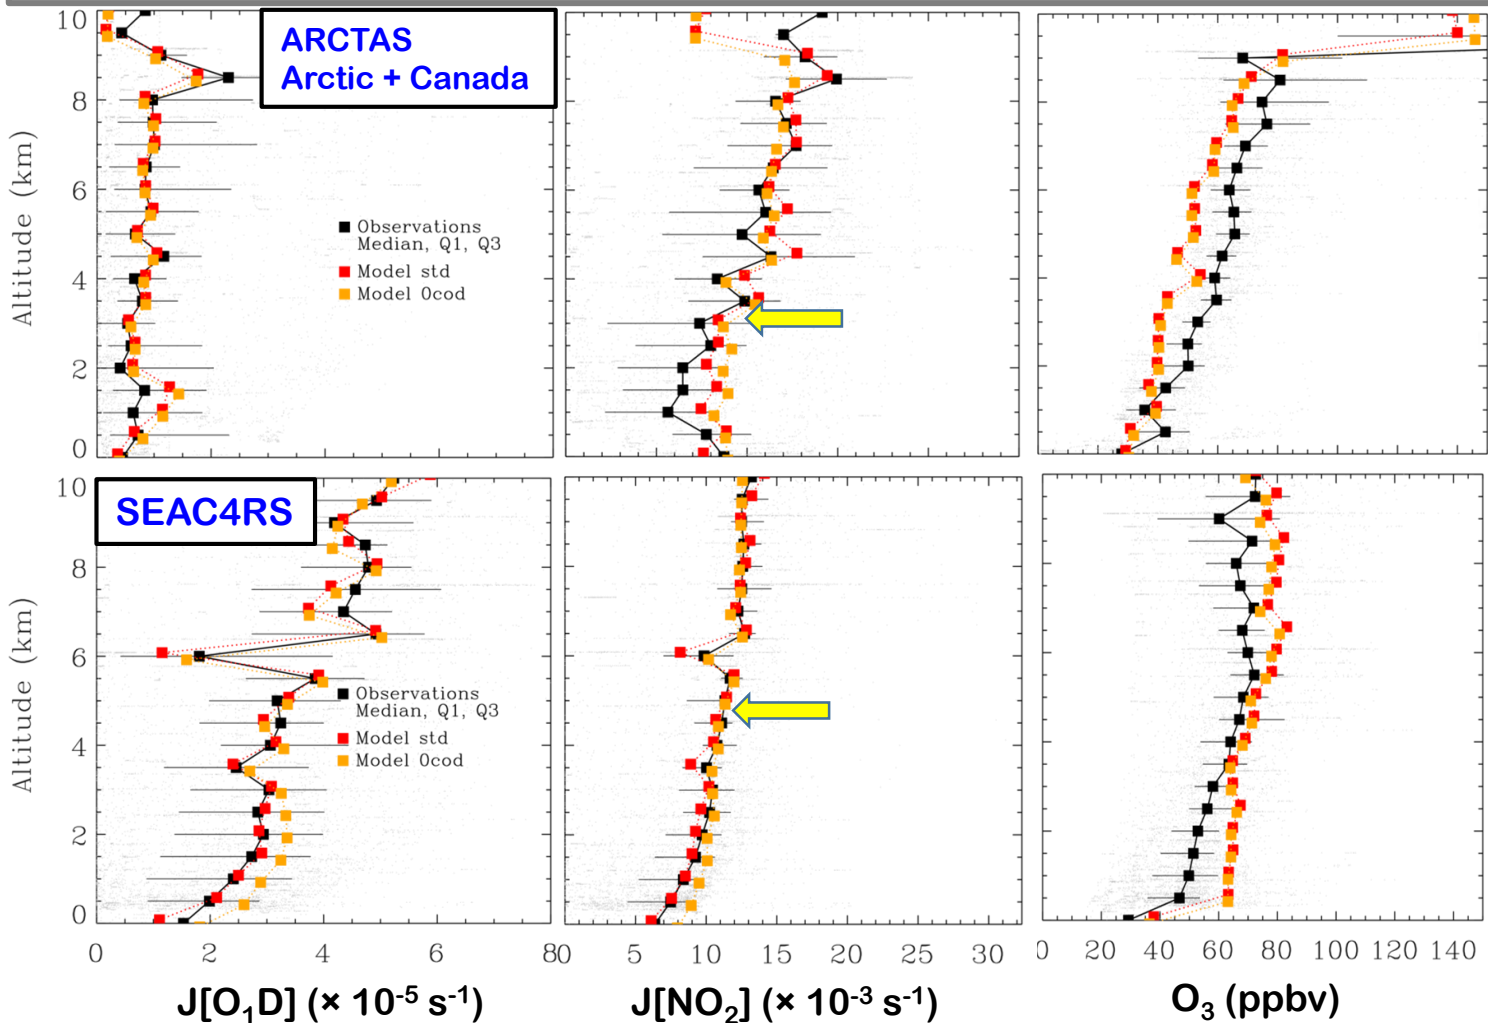 ARCTAS
Arctic + Canada
10
8
6
4
2
0
Altitude (km)
Observations
Median, Q1, Q3
Model std
Model 0cod
SEAC4RS
10
8
6
4
2
0
Altitude (km)
Observations
Median, Q1, Q3
Model std
Model 0cod
0 2 4 6 80 5 10 15 20 25 30 0 20 40 60 80 100 120 140
J[O1D] (× 10-5 s-1) J[NO2] (× 10-3 s-1) O3 (ppbv)